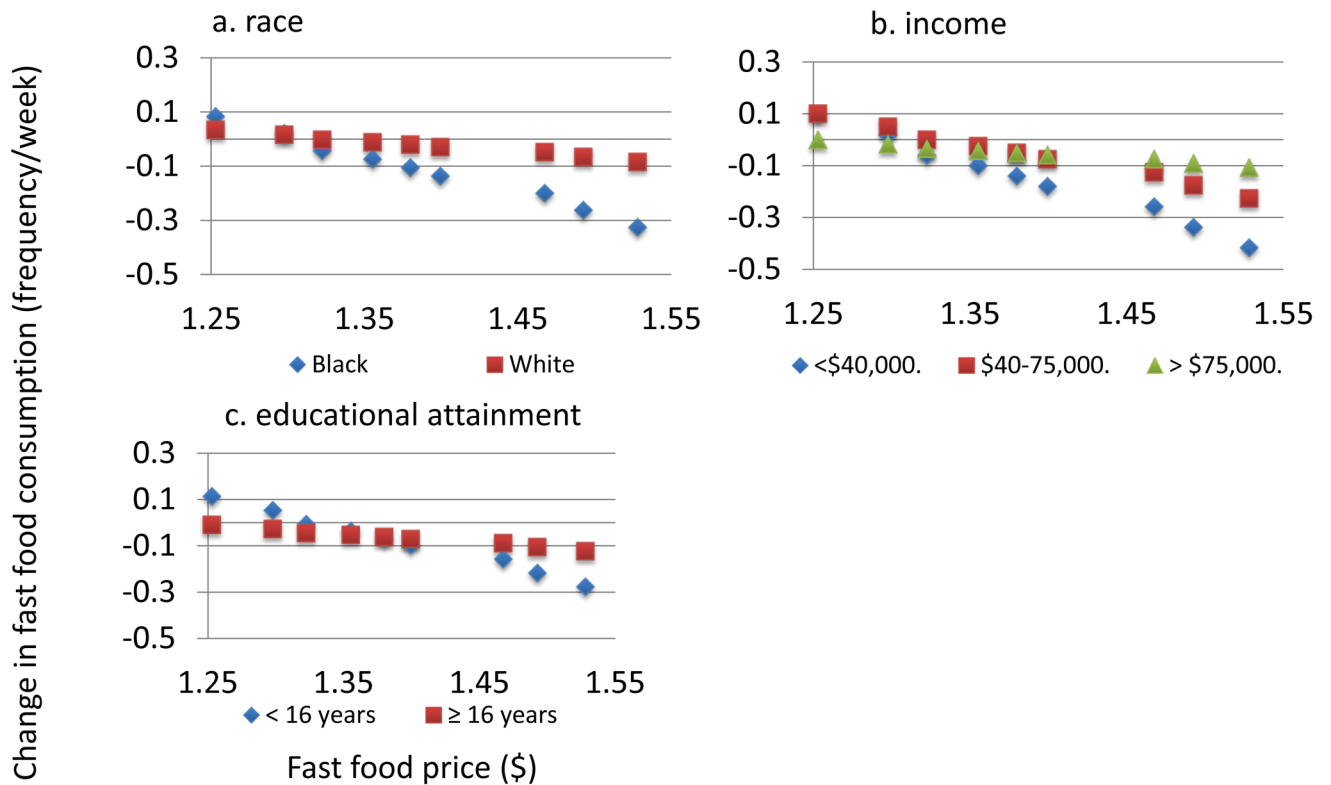 Change in fast food consumption (frequency/week)
a. race
0.3
0.1
-0.1
-0.3
-0.5
1.25 1.35 1.45 1.55
Black White
b. income
0.3
0.1
-0.1
-0.3
-0.5
1.25 1.35 1.45 1.55
<$40,000. $40-75,000. > $75,000.
c. educational attainment
0.3
0.1
-0.1
-0.3
-0.5
1.25 1.35 1.45 1.55
< 16 years ≥ 16 years
Fast food price ($)